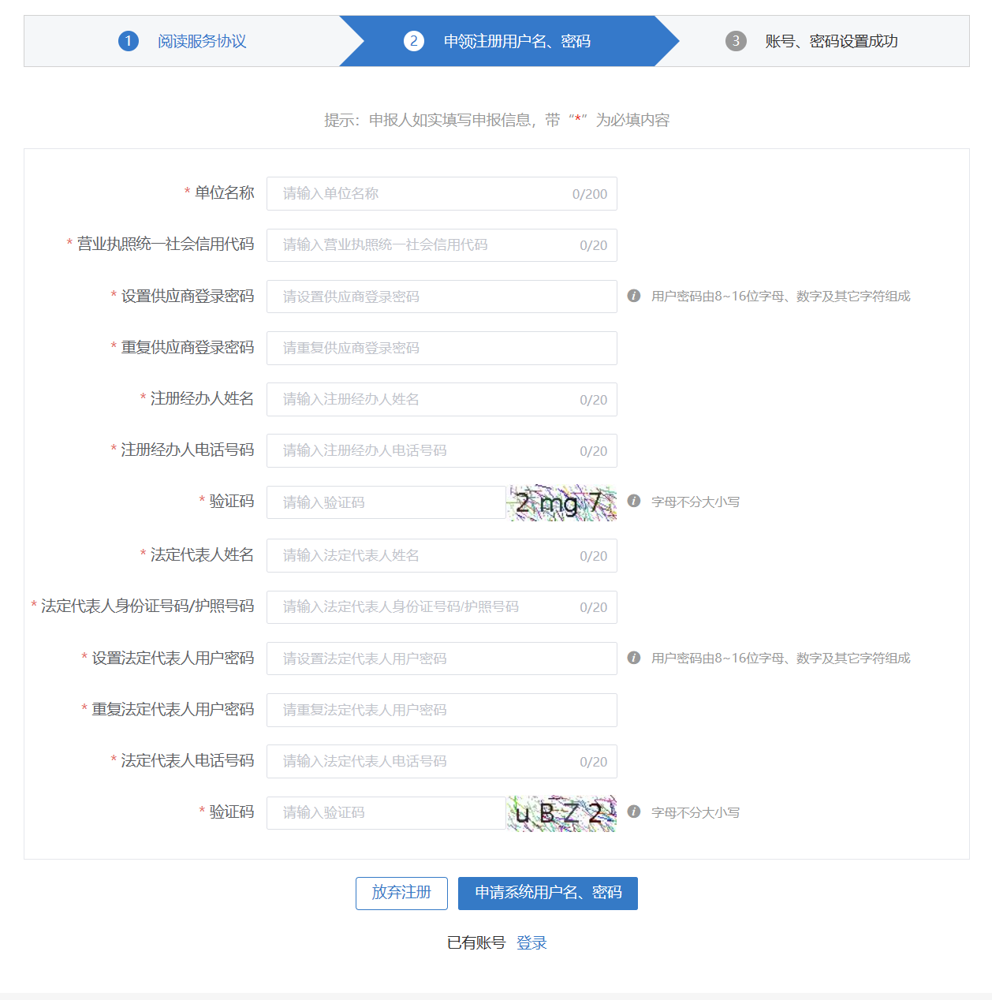 1 阅读服务协议 2 申领注册用户名、密码 3 账号、密码设置成功
提示：申报人如实填写申报信息，带“*”为必填内容
* 单位名称 请输入单位名称 0/200
* 营业执照统一社会信用代码 请输入营业执照统一社会信用代码 0/20
* 设置供应商登录密码 请设置供应商登录密码 用户密码由8~16位字母、数字及其它字符组成
* 重复供应商登录密码 请重复供应商登录密码
* 注册经办人姓名 请输入注册经办人姓名 0/20
* 注册经办人电话号码 请输入注册经办人电话号码 0/20
* 验证码 请输入验证码 2mg7 字母不分大小写
* 法定代表人姓名 请输入法定代表人姓名 0/20
* 法定代表人身份证号码/护照号码 请输入法定代表人身份证号码/护照号码 0/20
* 设置法定代表人用户密码 请设置法定代表人用户密码 用户密码由8~16位字母、数字及其它字符组成
* 重复法定代表人用户密码 请重复法定代表人用户密码
* 法定代表人电话号码 请输入法定代表人电话号码 0/20
* 验证码 请输入验证码 uBZ2 字母不分大小写
放弃注册 申请系统用户名、密码
已有账号 登录